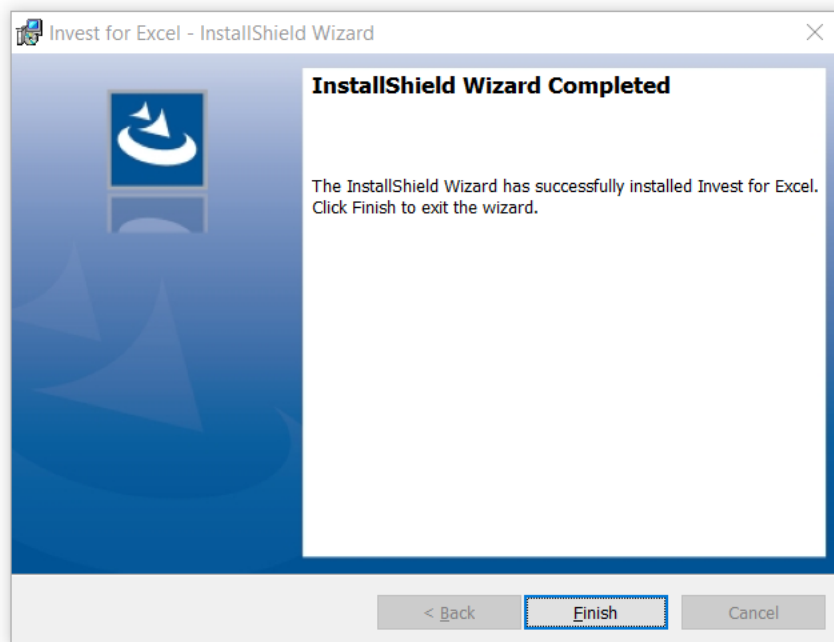 Invest for Excel - InstallShield Wizard
InstallShield Wizard Completed
The InstallShield Wizard has successfully installed Invest for Excel.
Click Finish to exit the wizard.
< Back
Finish
Cancel